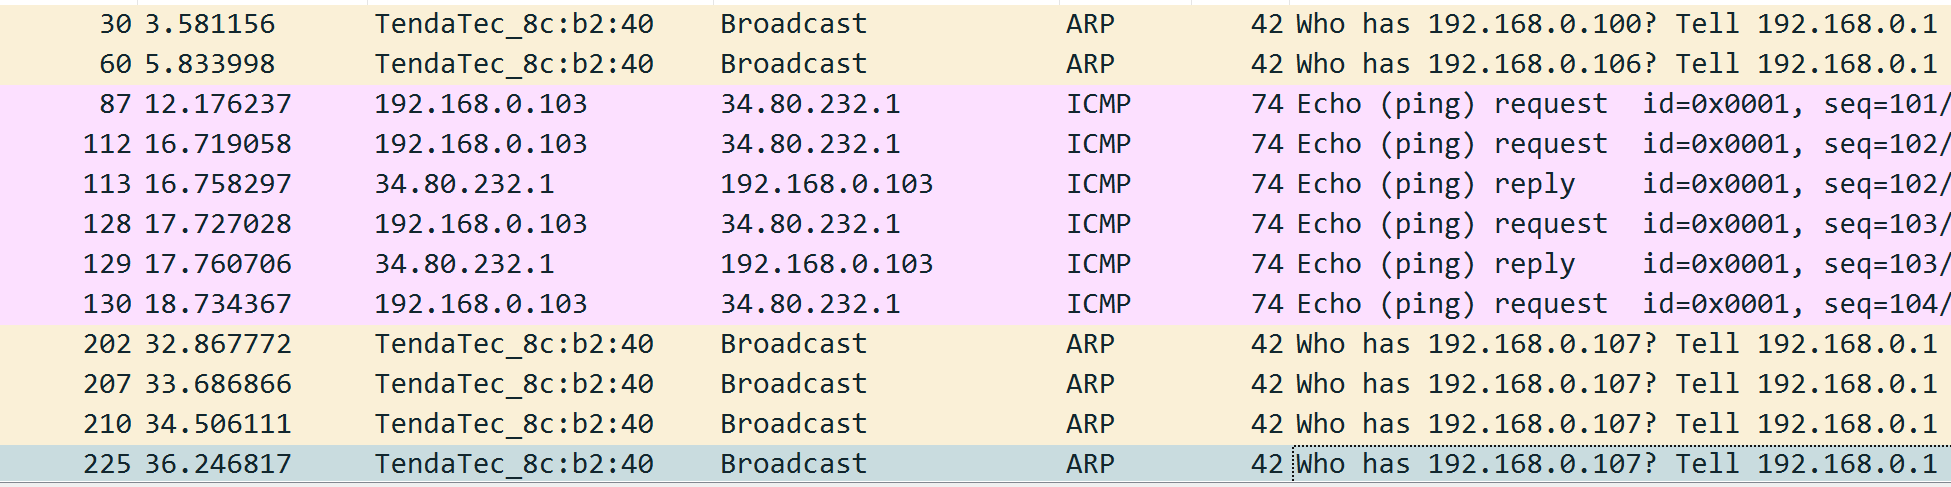 30 3.581156 TendaTec_8c:b2:40 Broadcast ARP 42 Who has 192.168.0.100? Tell 192.168.0.1
60 5.833998 TendaTec_8c:b2:40 Broadcast ARP 42 Who has 192.168.0.106? Tell 192.168.0.1
87 12.176237 192.168.0.103 34.80.232.1 ICMP 74 Echo (ping) request id=0x0001, seq=101/
112 16.719058 192.168.0.103 34.80.232.1 ICMP 74 Echo (ping) request id=0x0001, seq=102/
113 16.758297 34.80.232.1 192.168.0.103 ICMP 74 Echo (ping) reply id=0x0001, seq=102/
128 17.727028 192.168.0.103 34.80.232.1 ICMP 74 Echo (ping) request id=0x0001, seq=103/
129 17.760706 34.80.232.1 192.168.0.103 ICMP 74 Echo (ping) reply id=0x0001, seq=103/
130 18.734367 192.168.0.103 34.80.232.1 ICMP 74 Echo (ping) request id=0x0001, seq=104/
202 32.867772 TendaTec_8c:b2:40 Broadcast ARP 42 Who has 192.168.0.107? Tell 192.168.0.1
207 33.686866 TendaTec_8c:b2:40 Broadcast ARP 42 Who has 192.168.0.107? Tell 192.168.0.1
210 34.506111 TendaTec_8c:b2:40 Broadcast ARP 42 Who has 192.168.0.107? Tell 192.168.0.1
225 36.246817 TendaTec_8c:b2:40 Broadcast ARP 42 Who has 192.168.0.107? Tell 192.168.0.1